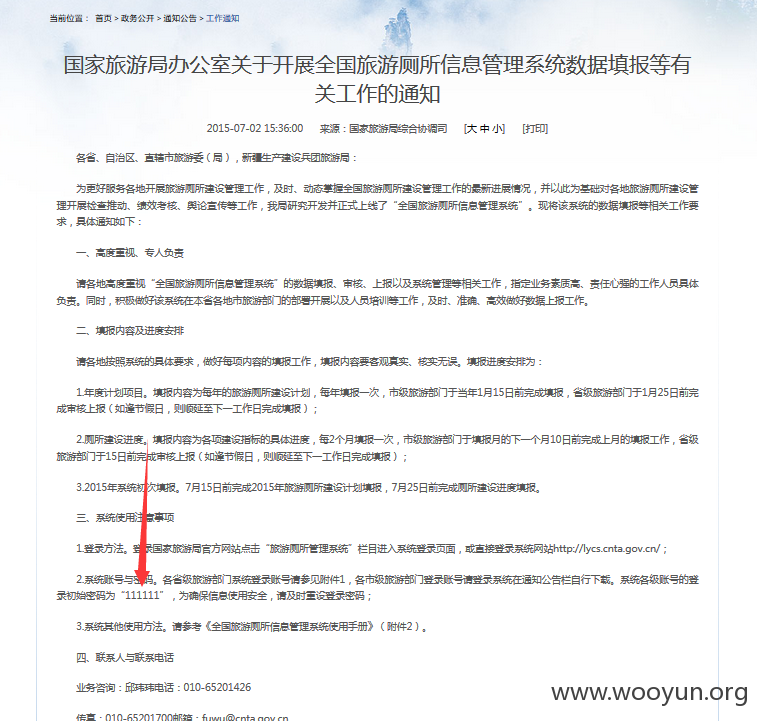 当前位置： 首页 > 政务公开 > 通知公告 > 工作通知
国家旅游局办公室关于开展全国旅游厕所信息管理系统数据填报等有
关工作的通知
2015-07-02 15:36:00 来源：国家旅游局综合协调司 [大 中 小] [打印]
各省、自治区、直辖市旅游委（局），新疆生产建设兵团旅游局：
为更好服务各地开展旅游厕所建设管理工作，及时、动态掌握全国旅游厕所建设管理工作的最新进展情况，并以此为基础对各地旅游厕所建设管
理开展检查推动、绩效考核、舆论宣传等工作，我局研究开发并正式上线了“全国旅游厕所信息管理系统”。现将该系统的数据填报等相关工作要
求，具体通知如下：
一、高度重视、专人负责
请各地高度重视“全国旅游厕所信息管理系统”的数据填报、审核、上报以及系统管理等相关工作，指定业务素质高、责任心强的工作人员具体
负责。同时，积极做好该系统在本省各地市旅游部门的部署开展以及人员培训等工作，及时、准确、高效做好数据上报工作。
二、填报内容及进度安排
请各地按照系统的具体要求，做好每项内容的填报工作，填报内容要客观真实、核实无误。填报进度安排为：
1.年度计划项目。填报内容为每年的旅游厕所建设计划，每年填报一次，市级旅游部门于当年1月15日前完成填报，省级旅游部门于1月25日前完
成审核上报（如逢节假日，则顺延至下一工作日完成填报）；
2.厕所建设进度。填报内容为各项建设指标的具体进度，每2个月填报一次，市级旅游部门于填报月的下一个月10日前完成上月的填报工作，省级
旅游部门于15日前完成审核上报（如逢节假日，则顺延至下一工作日完成填报）；
3.2015年系统初次填报。7月15日前完成2015年旅游厕所建设计划填报，7月25日前完成厕所建设进度填报。
三、系统使用注意事项
1.登录方法。登录国家旅游局官方网站点击“旅游厕所管理系统”栏目进入系统登录页面，或直接登录系统网站http://lycs.cnta.gov.cn/；
2.系统账号与密码。各省级旅游部门系统登录账号请参见附件1，各市级旅游部门登录账号请登录系统在通知公告栏自行下载。系统各级账号的登
录初始密码为“111111”，为确保信息使用安全，请及时重设登录密码；
3.系统其他使用方法。请参考《全国旅游厕所信息管理系统使用手册》（附件2）。
四、联系人与联系电话
业务咨询：邱玮玮电话：010-65201426
传真：010-65201700邮箱：fuwu@cnta.gov.cn
www.wooyun.org